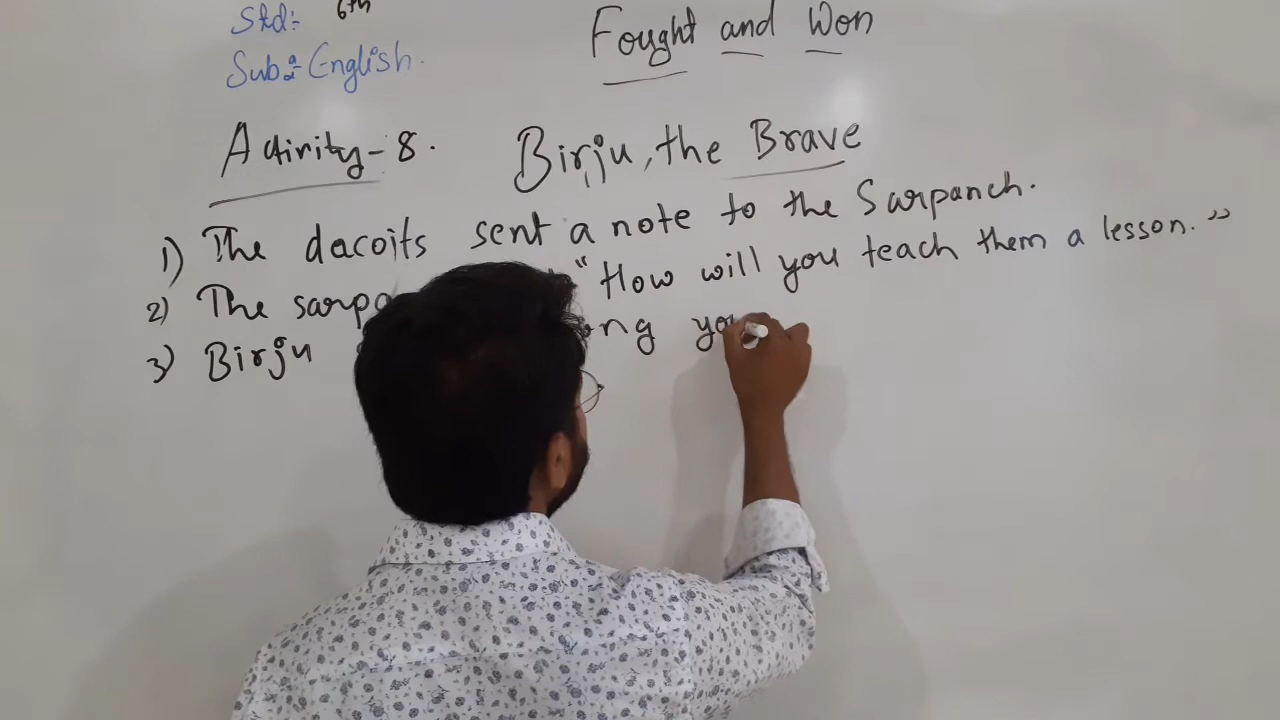 Std:- 6th
Sub:- English.
Fought and Won
Activity-8.
Birju, the Brave
1) The dacoits sent a note to the Sarpanch.
2) The "How will you teach them a lesson."
3) Birju